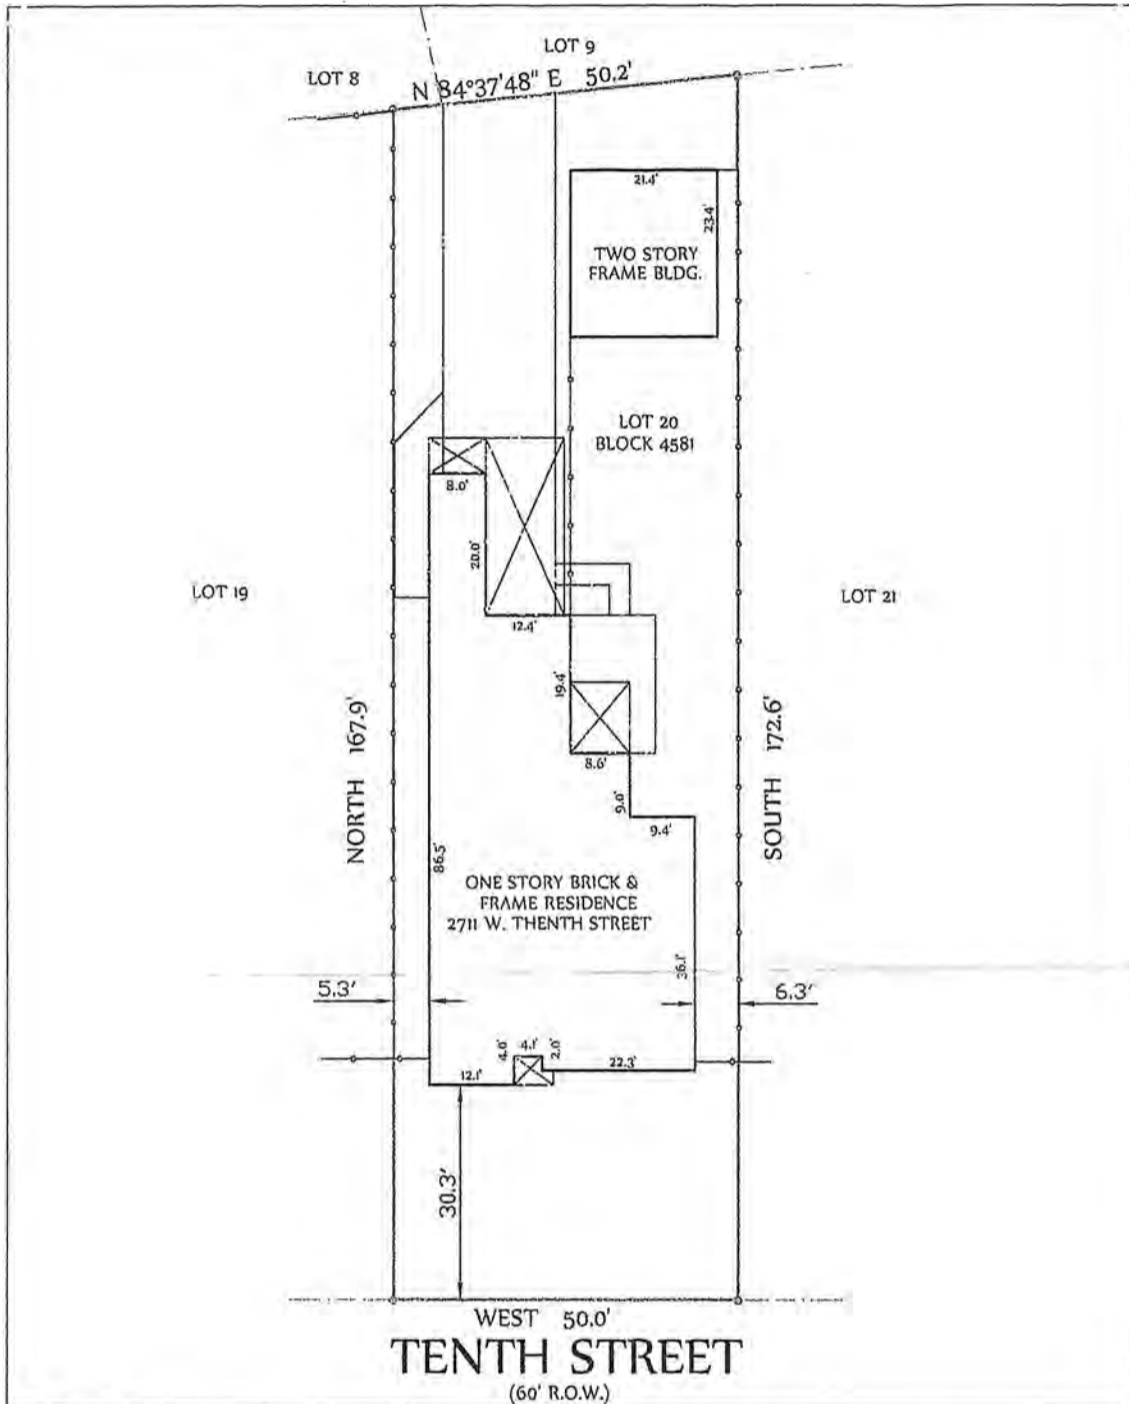 LOT 9
LOT 8
N 84°37'48" E 50.2'
21.4'
23.4'
TWO STORY
FRAME BLDG.
LOT 20
BLOCK 4581
8.0'
20.0'
LOT 19
LOT 21
12.4'
19.4'
NORTH 167.9'
SOUTH 172.6'
8.6'
9.0'
9.4'
86.5'
ONE STORY BRICK &
FRAME RESIDENCE
2711 W. THENTH STREET
36.1'
5.3'
6.3'
4.0'
4.1'
2.0'
22.3'
12.1'
30.3'
WEST 50.0'
TENTH STREET
(60' R.O.W.)